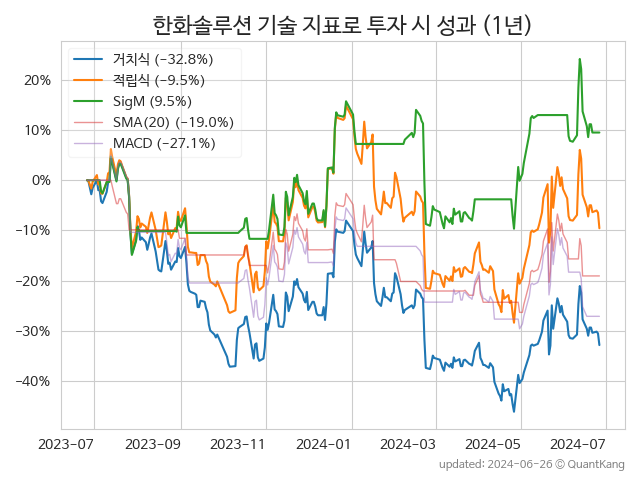 한화솔루션 기술 지표로 투자 시 성과 (1년)
거치식 (−32.8%)
적립식 (−9.5%)
SigM (9.5%)
SMA(20) (−19.0%)
MACD (−27.1%)
20%
10%
0%
−10%
−20%
−30%
−40%
2023-07 2023-09 2023-11 2024-01 2024-03 2024-05 2024-07
updated: 2024-06-26 ⓒ QuantKang